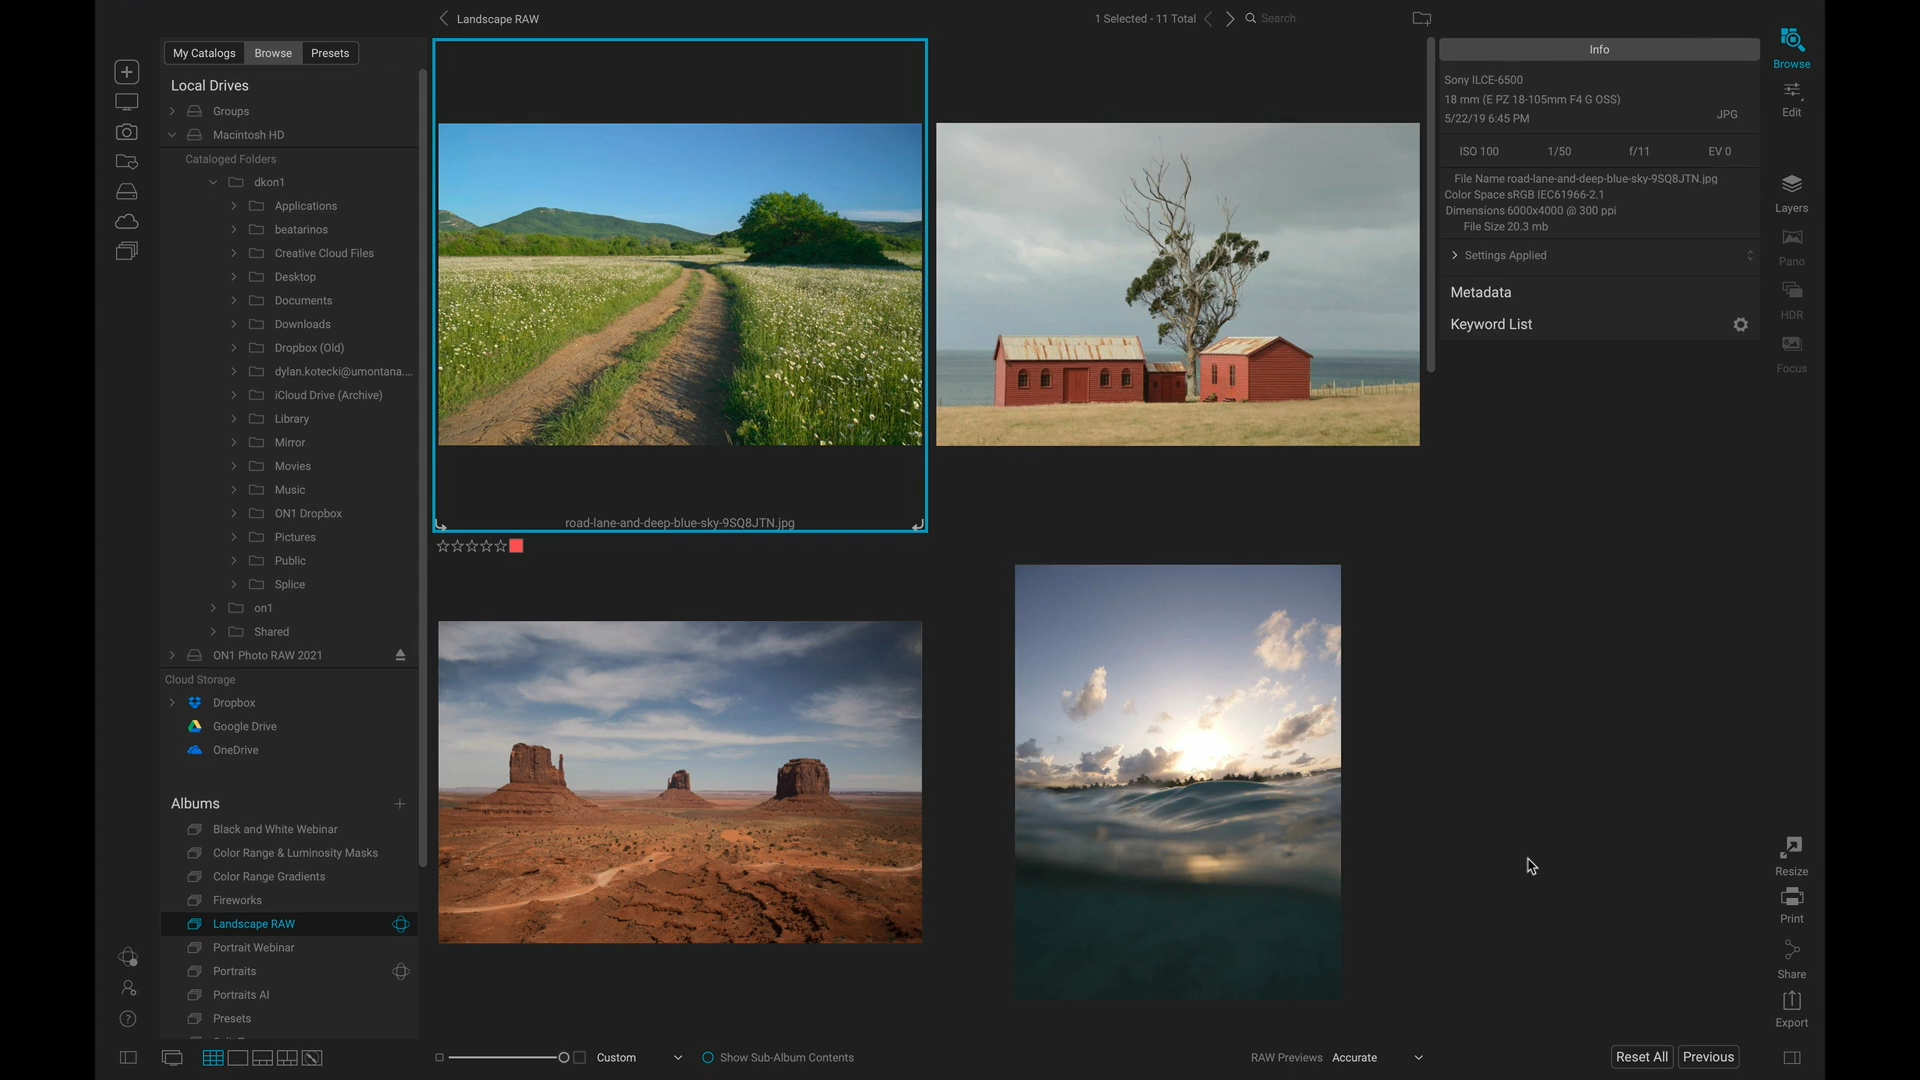 Landscape RAW
1 Selected - 11 Total
Search
My Catalogs
Browse
Presets
Local Drives
Groups
Macintosh HD
Cataloged Folders
dkon1
Applications
beatarinos
Creative Cloud Files
Desktop
Documents
Downloads
Dropbox (Old)
dylan.kotecki@umontana....
iCloud Drive (Archive)
Library
Mirror
Movies
Music
ON1 Dropbox
Pictures
Public
Splice
on1
Shared
ON1 Photo RAW 2021
Cloud Storage
Dropbox
Google Drive
OneDrive
Albums
Black and White Webinar
Color Range & Luminosity Masks
Color Range Gradients
Fireworks
Landscape RAW
Portrait Webinar
Portraits
Portraits AI
Presets
road-lane-and-deep-blue-sky-9SQ8JTN.jpg
Custom
Show Sub-Album Contents
RAW Previews Accurate
Info
Sony ILCE-6500
18 mm (E PZ 18-105mm F4 G OSS)
5/22/19 6:45 PM
JPG
ISO 100 1/50 f/11 EV 0
File Name road-lane-and-deep-blue-sky-9SQ8JTN.jpg
Color Space sRGB IEC61966-2.1
Dimensions 6000x4000 @ 300 ppi
File Size 20.3 mb
Settings Applied
Metadata
Keyword List
Reset All
Previous
Browse
Edit
Layers
Pano
HDR
Focus
Resize
Print
Share
Export